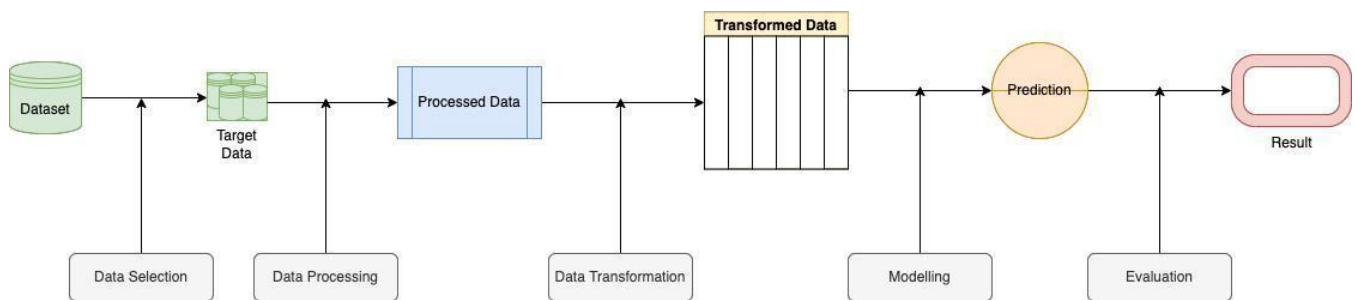 Transformed Data
Dataset
Target
Data
Processed Data
Prediction
Result
Data Selection
Data Processing
Data Transformation
Modelling
Evaluation